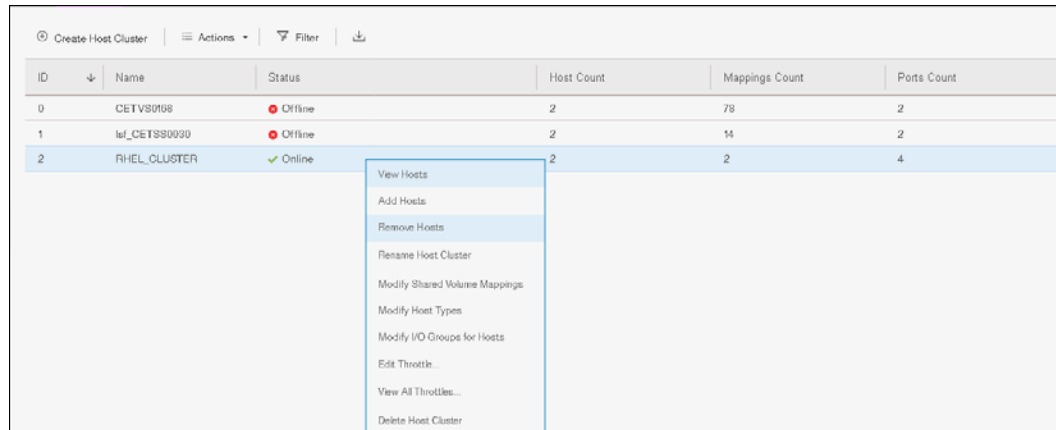 Create Host Cluster Actions Filter
ID Name Status Host Count Mappings Count Ports Count
0 CETVS0168 Offline 2 78 2
1 lsf_CETSS0030 Offline 2 14 2
2 RHEL_CLUSTER Online 2 2 4
View Hosts
Add Hosts
Remove Hosts
Rename Host Cluster
Modify Shared Volume Mappings
Modify Host Types
Modify I/O Groups for Hosts
Edit Throttle...
View All Throttles...
Delete Host Cluster